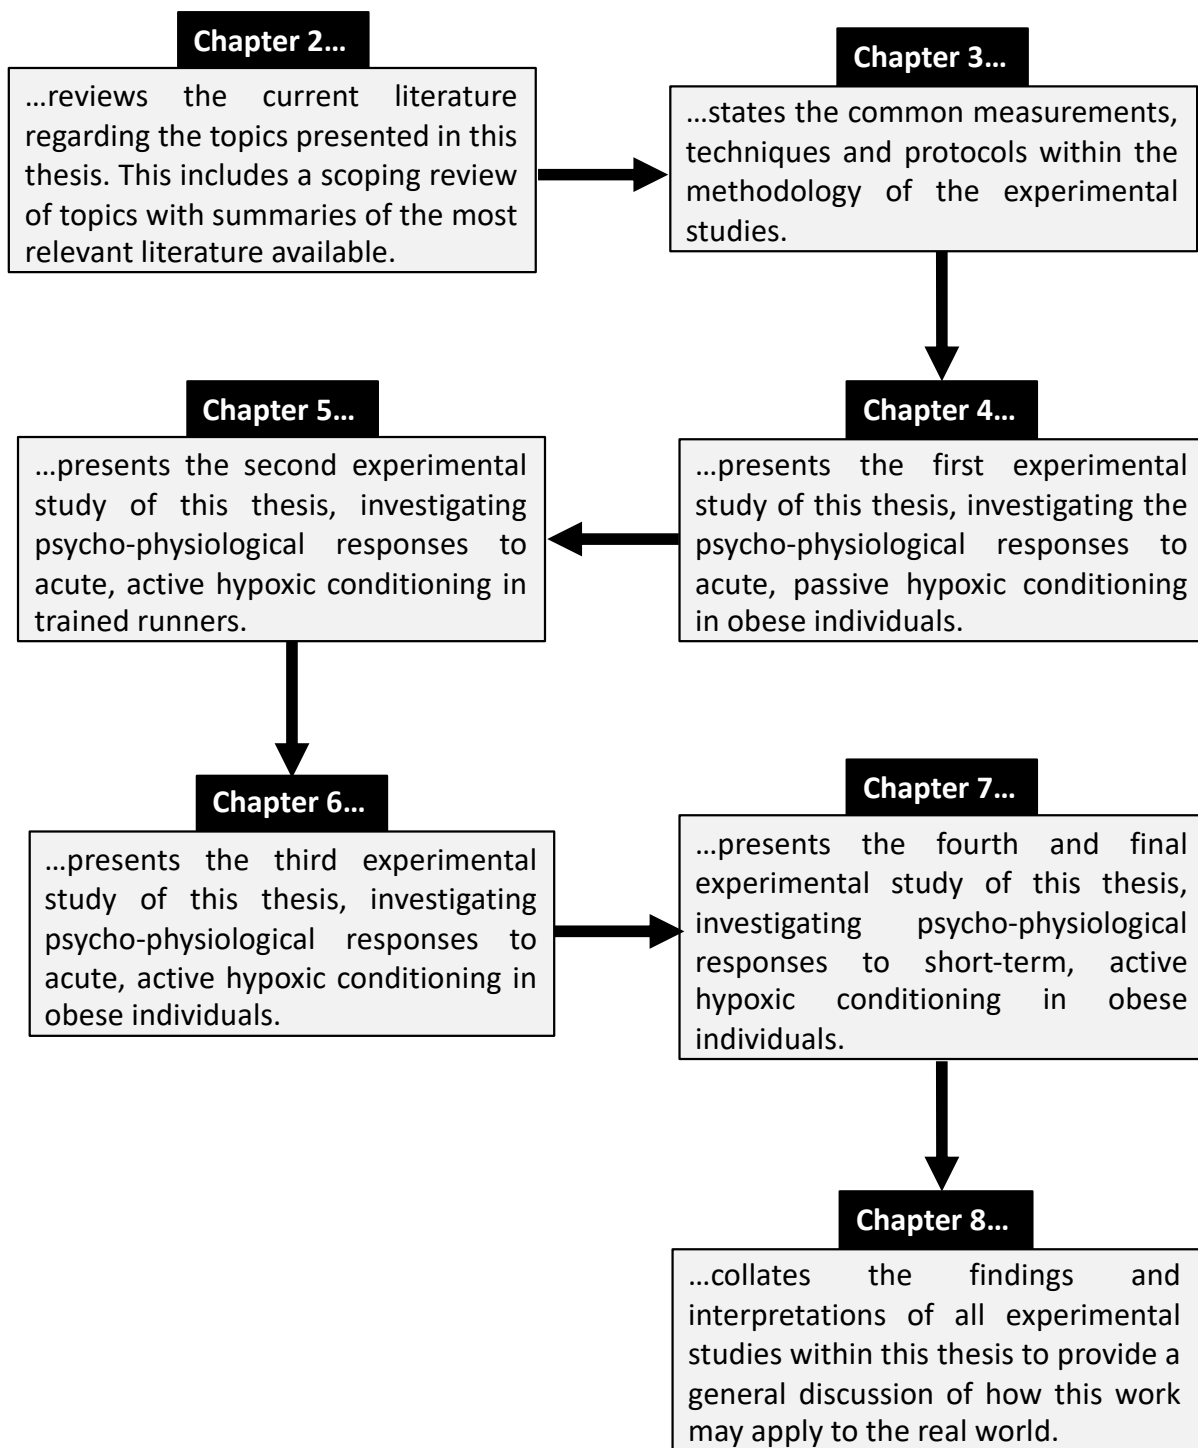 Chapter 2...
...reviews the current literature
regarding the topics presented in this
thesis. This includes a scoping review
of topics with summaries of the most
relevant literature available.
Chapter 3...
...states the common measurements,
techniques and protocols within the
methodology of the experimental
studies.
Chapter 4...
...presents the first experimental
study of this thesis, investigating the
psycho-physiological responses to
acute, passive hypoxic conditioning
in obese individuals.
Chapter 5...
...presents the second experimental
study of this thesis, investigating
psycho-physiological responses to
acute, active hypoxic conditioning in
trained runners.
Chapter 6...
...presents the third experimental
study of this thesis, investigating
psycho-physiological responses to
acute, active hypoxic conditioning in
obese individuals.
Chapter 7...
...presents the fourth and final
experimental study of this thesis,
investigating psycho-physiological
responses to short-term, active
hypoxic conditioning in obese
individuals.
Chapter 8...
...collates the findings and
interpretations of all experimental
studies within this thesis to provide a
general discussion of how this work
may apply to the real world.